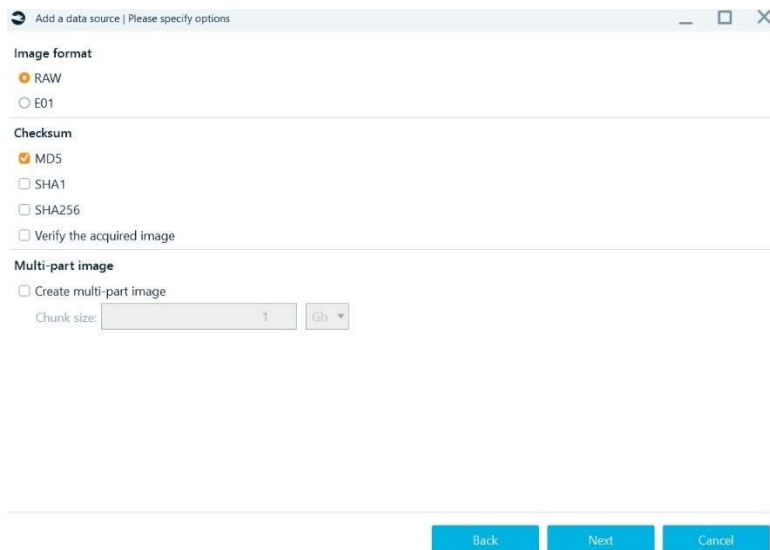 Add a data source | Please specify options
Image format
RAW
E01
Checksum
MD5
SHA1
SHA256
Verify the acquired image
Multi-part image
Create multi-part image
Chunk size: 1 Gb
Back Next Cancel